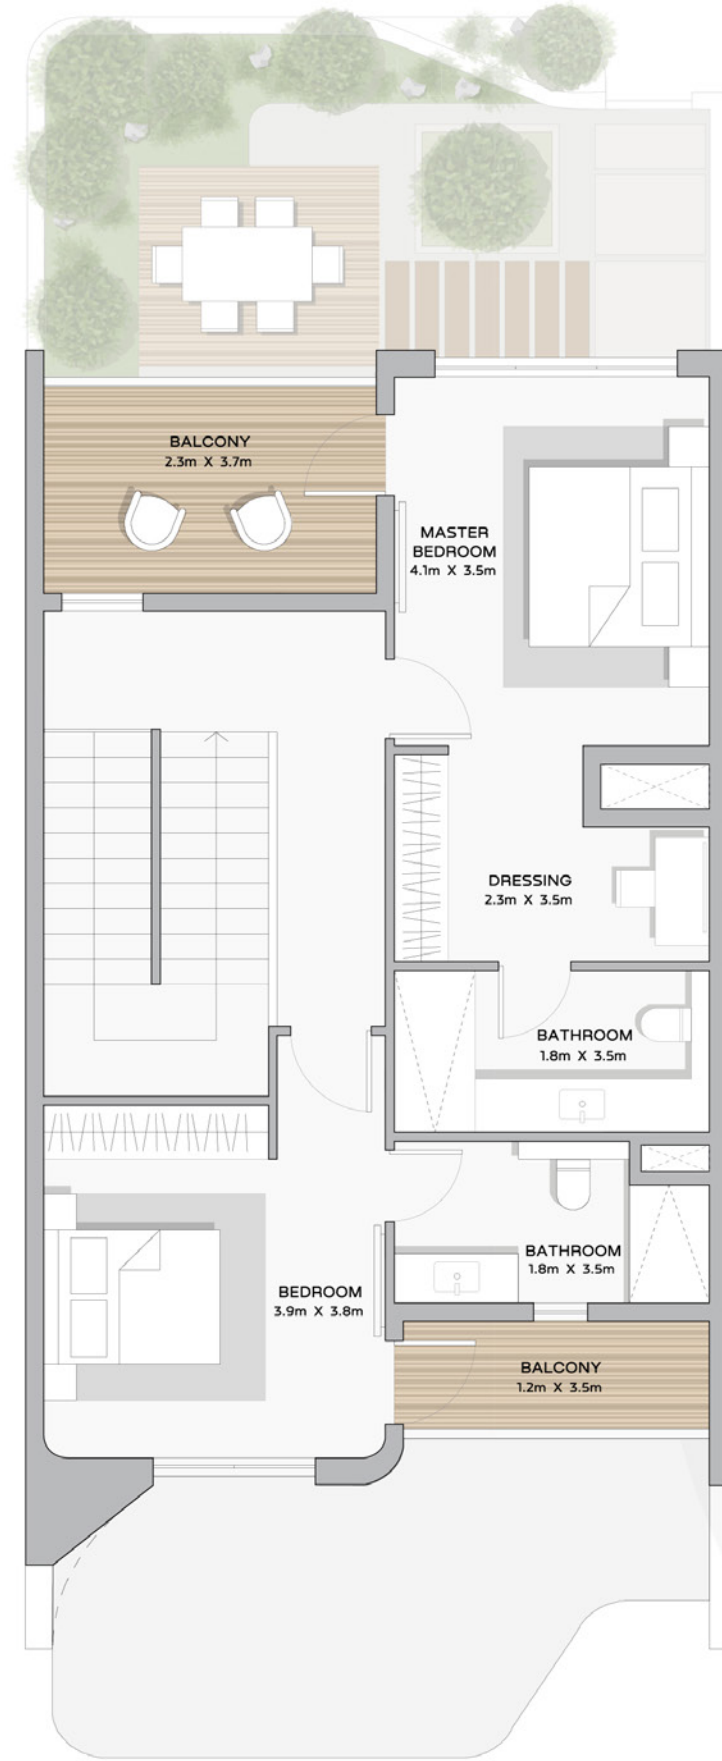 BALCONY
2.3m X 3.7m
MASTER
BEDROOM
4.1m X 3.5m
DRESSING
2.3m X 3.5m
BATHROOM
1.8m X 3.5m
BATHROOM
1.8m X 3.5m
BEDROOM
3.9m X 3.8m
BALCONY
1.2m X 3.5m